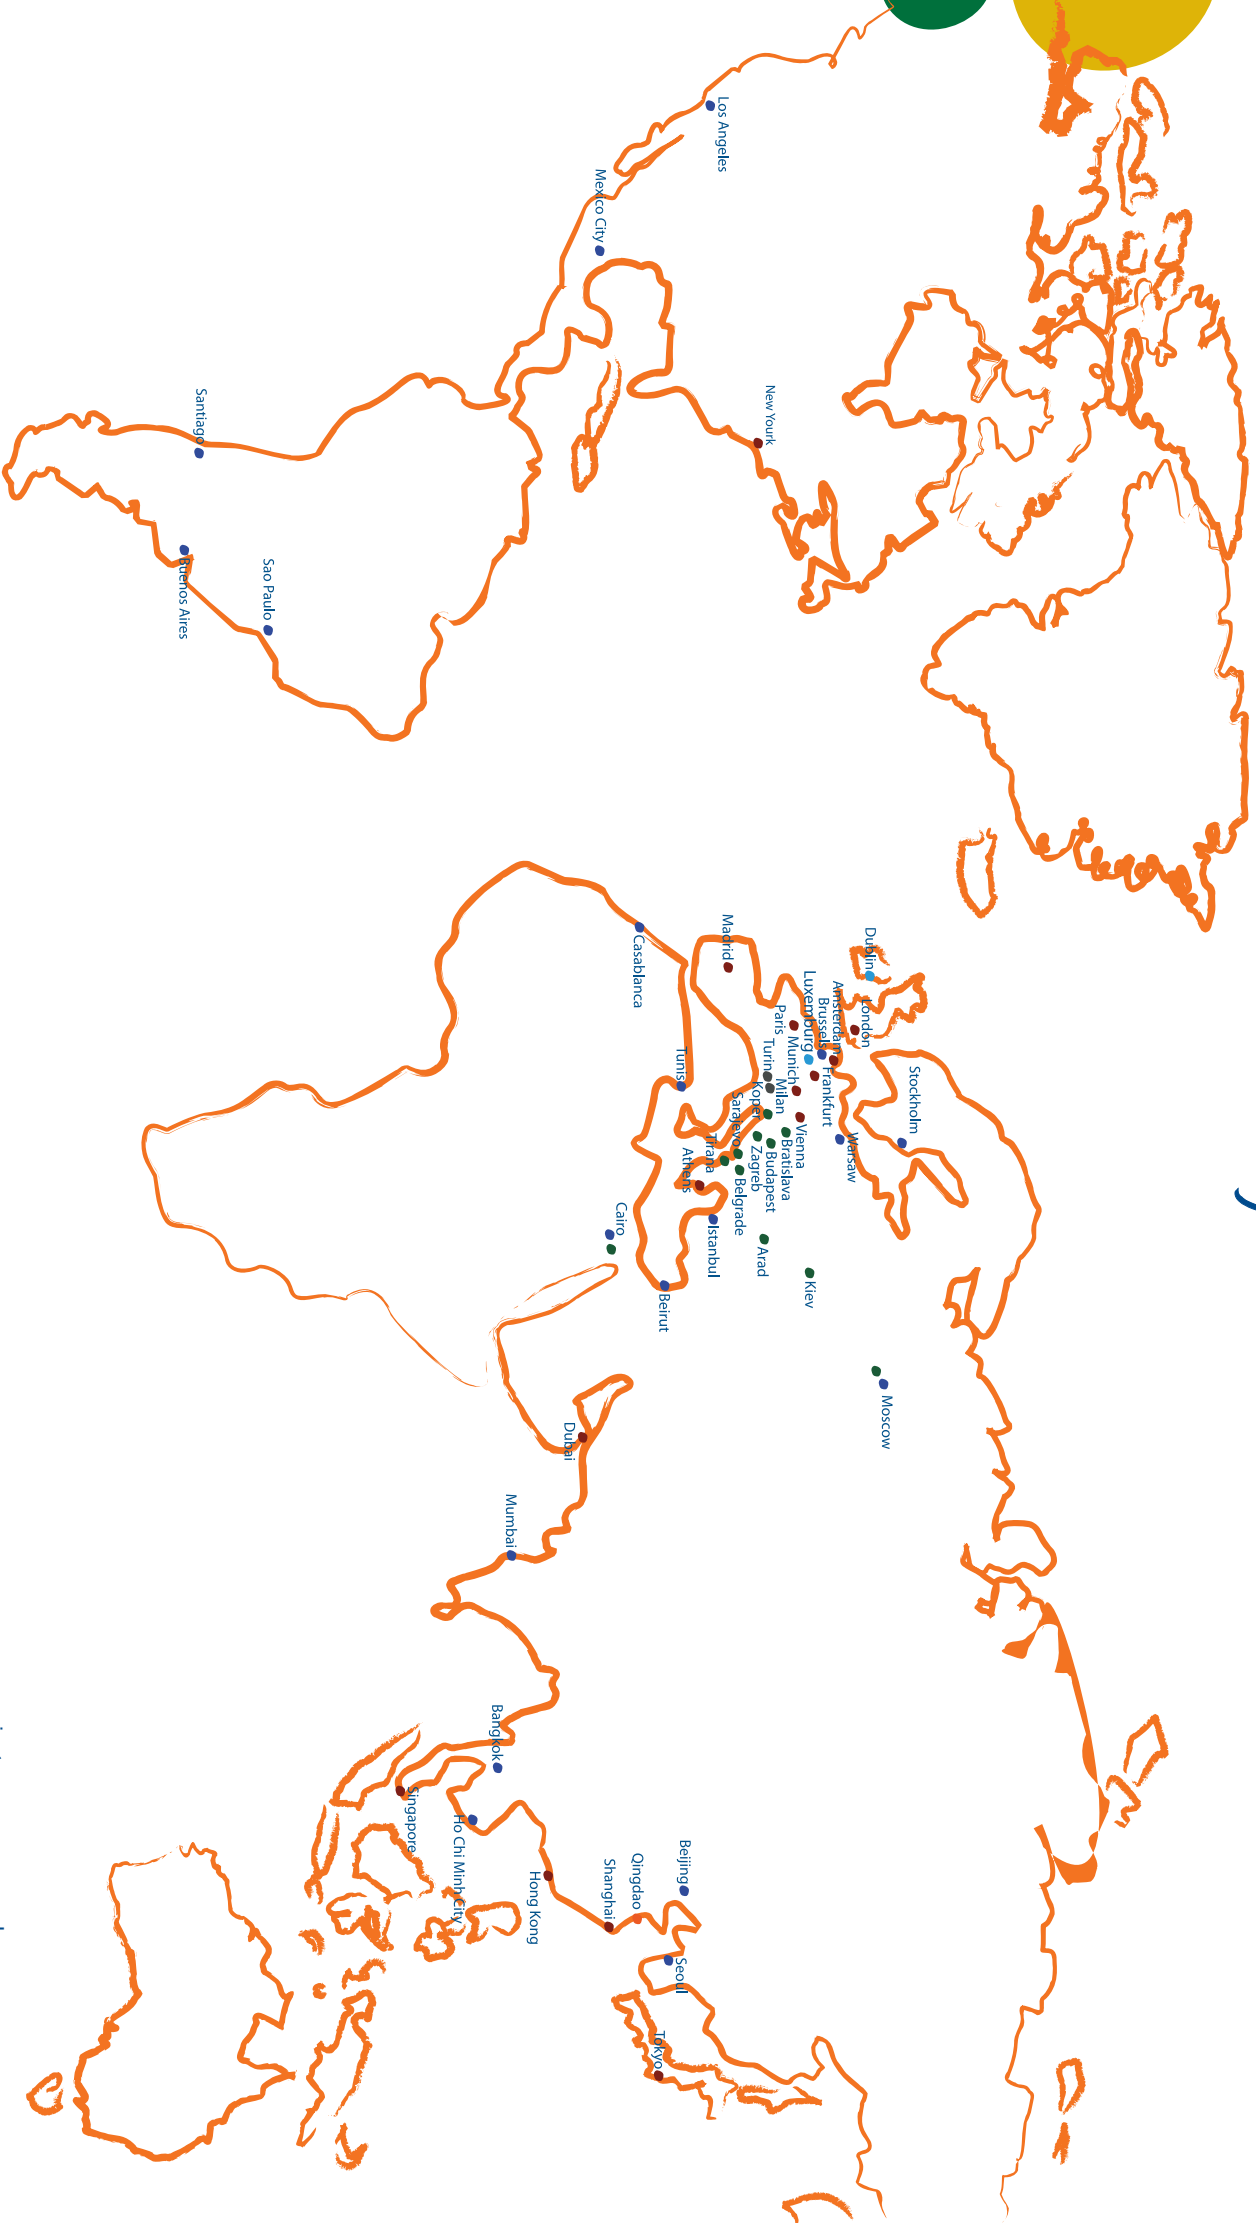 Los Angeles
Mexico City
New Yourk
Santiago
Buenos Aires
Sao Paulo
Dublin
London
Amsterdam
Brussels
Luxemburg
Frankfurt
Stockholm
Warsaw
Madrid
Paris
Munich
Vienna
Turin
Milan
Koper
Bratislava
Budapest
Zagreb
Sarajevo
Belgrade
Tirana
Athens
Istanbul
Arad
Kiev
Moscow
Casablanca
Tunis
Cairo
Beirut
Dubai
Mumbai
Bangkok
Singapore
Ho Chi Minh City
Hong Kong
Shanghai
Qingdao
Beijing
Seoul
Tokyo